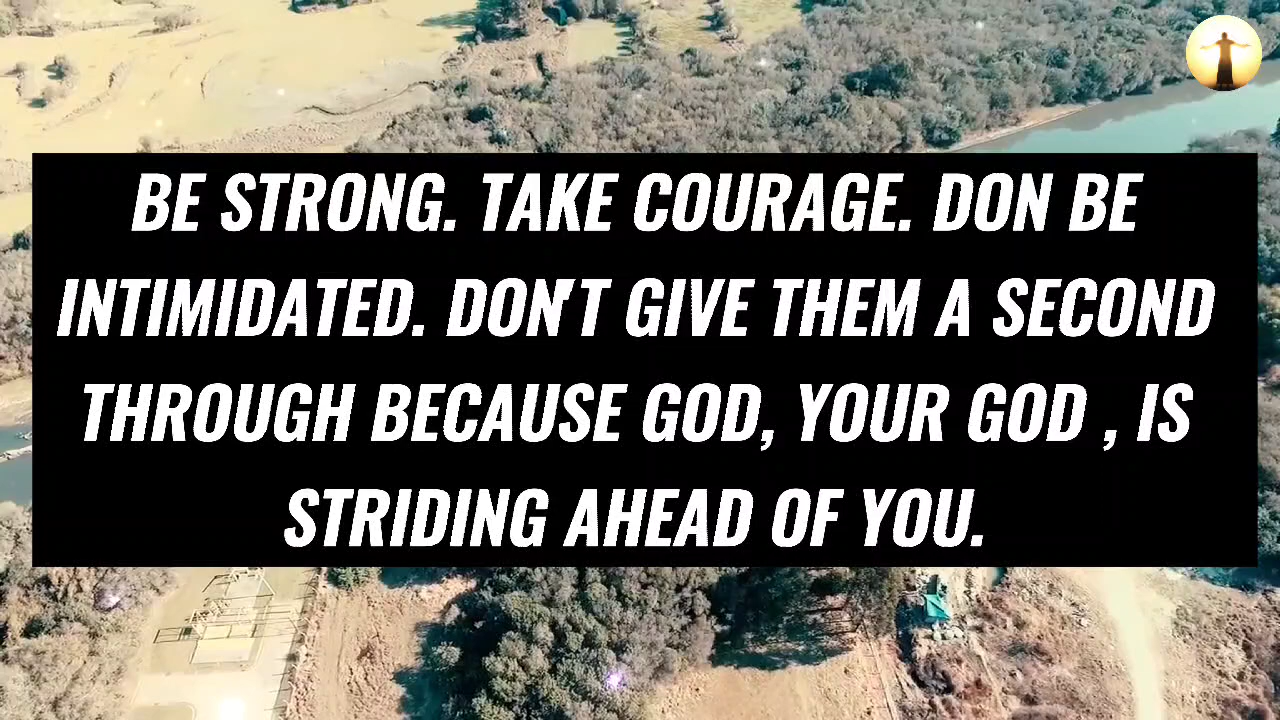 BE STRONG. TAKE COURAGE. DON BE
INTIMIDATED. DON'T GIVE THEM A SECOND
THROUGH BECAUSE GOD, YOUR GOD , IS
STRIDING AHEAD OF YOU.